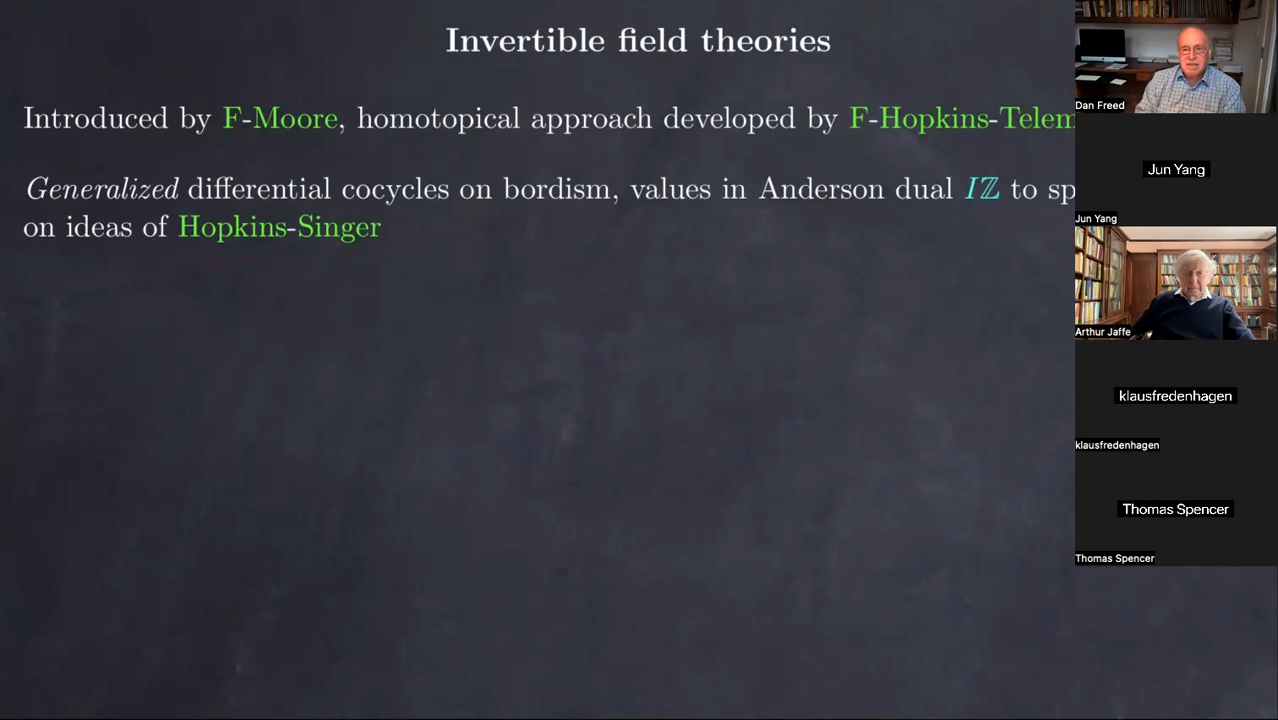 Invertible field theories
Introduced by F-Moore, homotopical approach developed by F-Hopkins-Telem
Generalized differential cocycles on bordism, values in Anderson dual Iℤ to sp
on ideas of Hopkins-Singer
Dan Freed
Jun Yang
Jun Yang
Arthur Jaffe
klausfredenhagen
klausfredenhagen
Thomas Spencer
Thomas Spencer